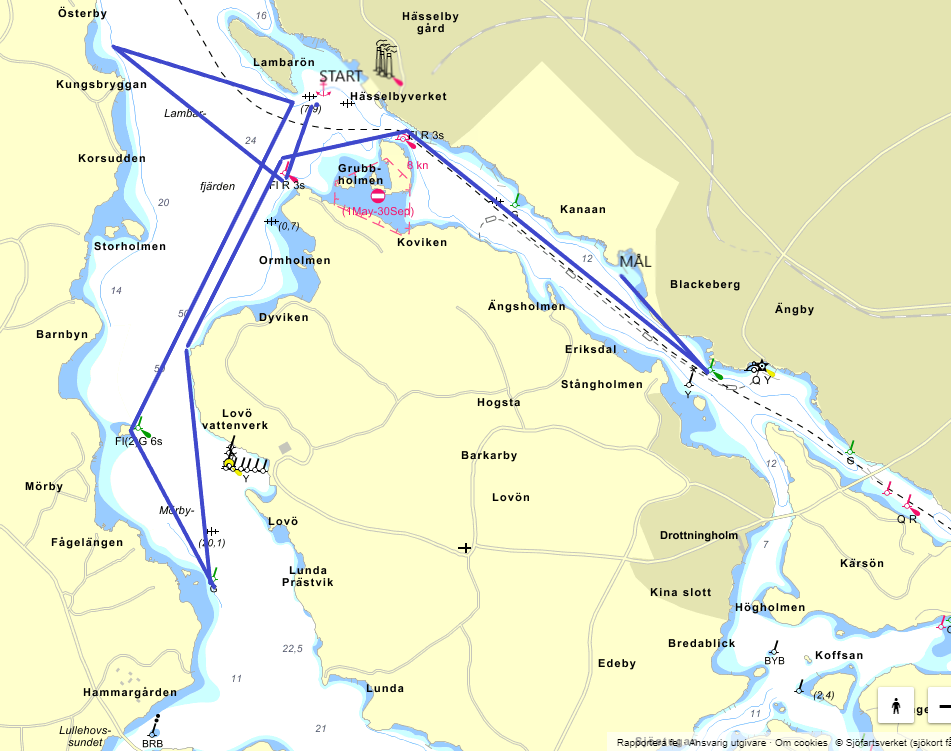 Österby
16
Hässelby
gård
Lambarön
START
Kungsbryggan
Hässelbyverket
(7,9)
Lambar-
Fl R 3s
24
Korsudden
6 kn
Grubb-
holmen
fjärden
Fl R 3s
20
(1May-30Sep)
G
Kanaan
(0,7)
Koviken
Storholmen
Ormholmen
12
MÅL
14
Blackeberg
50
Ängsholmen
Ängby
Dyviken
Barnbyn
Eriksdal
59
Q Y
Stångholmen
Y
Hogsta
Lovö
vattenverk
Fl(2) G 6s
Barkarby
G
12
Y
Mörby
Lovön
Mörby-
Q R
Lovö
Drottningholm
Fågelängen
(20,1)
7
Kärsön
Lunda
Prästvik
G
Kina slott
Högholmen
Bredablick
22,5
Koffsan
BYB
Edeby
11
Hammargården
Lunda
(2,4)
11
Lullehovs-
sundet
21
BRB
Rapportera fel · Ansvarig utgivare · Om cookies · © Sjöfartsverket (sjökort